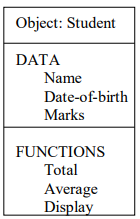 Object: Student
DATA
Name
Date-of-birth
Marks
FUNCTIONS
Total
Average
Display